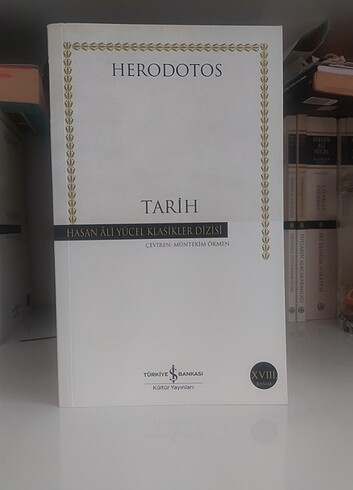 HERODOTOS
TARİH
HASAN ÂLİ YÜCEL KLASİKLER DİZİSİ
ÇEVİREN: MÜNTEKİM ÖKMEN
TÜRKİYE İŞ BANKASI
Kültür Yayınları
XVIII
BASIM